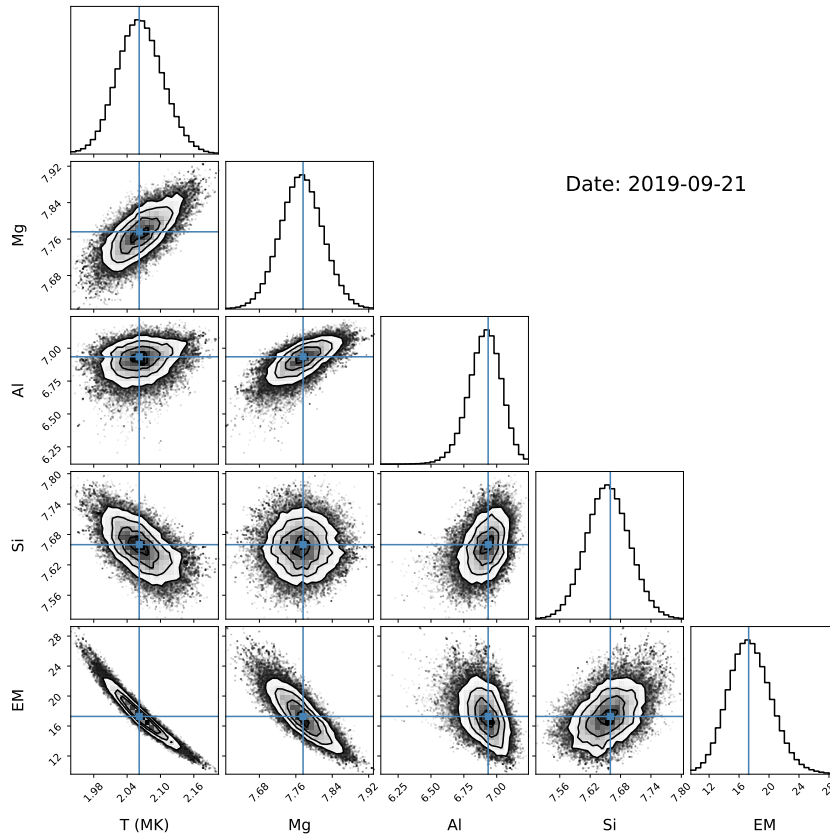 7.92
7.84
7.76
7.68
Mg
Date: 2019-09-21
7.00
6.75
6.50
6.25
Al
7.80
7.74
7.68
7.62
7.56
Si
28
24
20
16
12
EM
1.98 2.04 2.10 2.16
7.68 7.76 7.84 7.92
6.25 6.50 6.75 7.00
7.56 7.62 7.68 7.74 7.80
12 16 20 24 28
T (MK) Mg Al Si EM